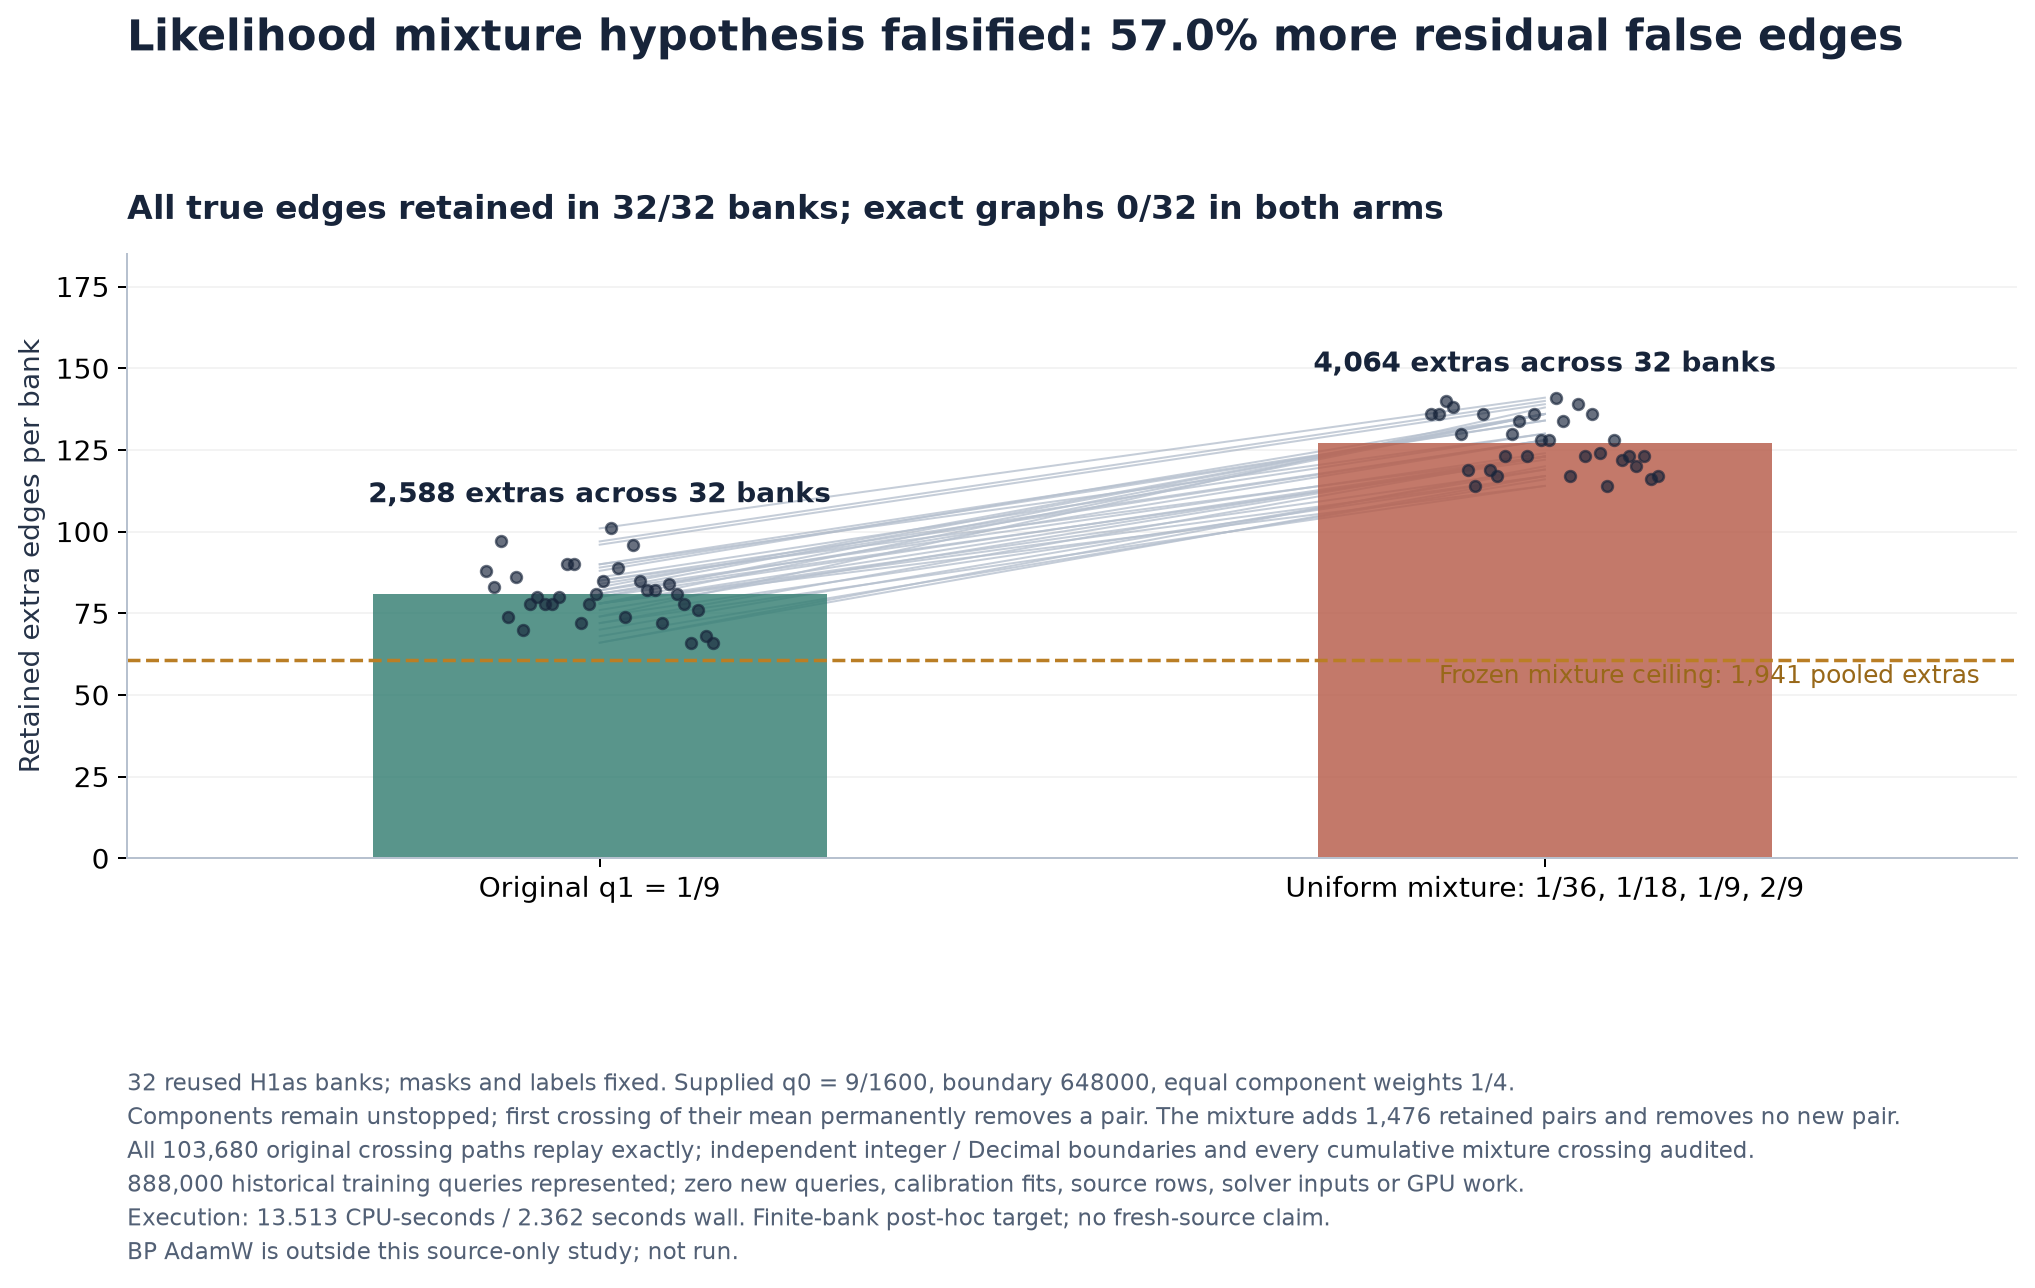 Likelihood mixture hypothesis falsified: 57.0% more residual false edges
All true edges retained in 32/32 banks; exact graphs 0/32 in both arms
Retained extra edges per bank
175
150
125
100
75
50
25
0
2,588 extras across 32 banks
4,064 extras across 32 banks
Frozen mixture ceiling: 1,941 pooled extras
Original q1 = 1/9
Uniform mixture: 1/36, 1/18, 1/9, 2/9
32 reused H1as banks; masks and labels fixed. Supplied q0 = 9/1600, boundary 648000, equal component weights 1/4.
Components remain unstopped; first crossing of their mean permanently removes a pair. The mixture adds 1,476 retained pairs and removes no new pair.
All 103,680 original crossing paths replay exactly; independent integer / Decimal boundaries and every cumulative mixture crossing audited.
888,000 historical training queries represented; zero new queries, calibration fits, source rows, solver inputs or GPU work.
Execution: 13.513 CPU-seconds / 2.362 seconds wall. Finite-bank post-hoc target; no fresh-source claim.
BP AdamW is outside this source-only study; not run.